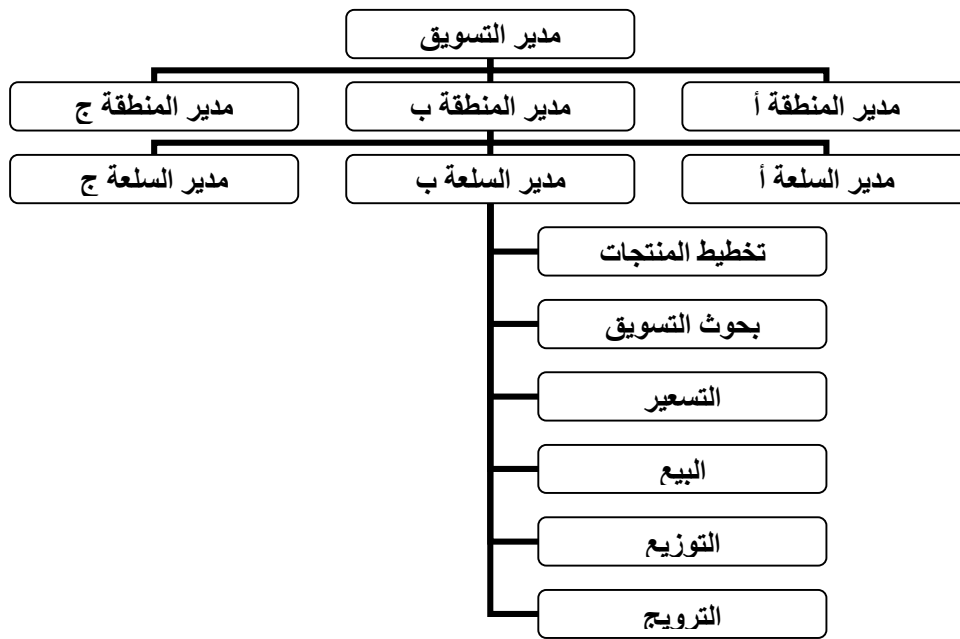 مدير التسويق
مدير المنطقة أ
مدير المنطقة ب
مدير المنطقة ج
مدير السلعة أ
مدير السلعة ب
مدير السلعة ج
تخطيط المنتجات
بحوث التسويق
التسعير
البيع
التوزيع
الترويج